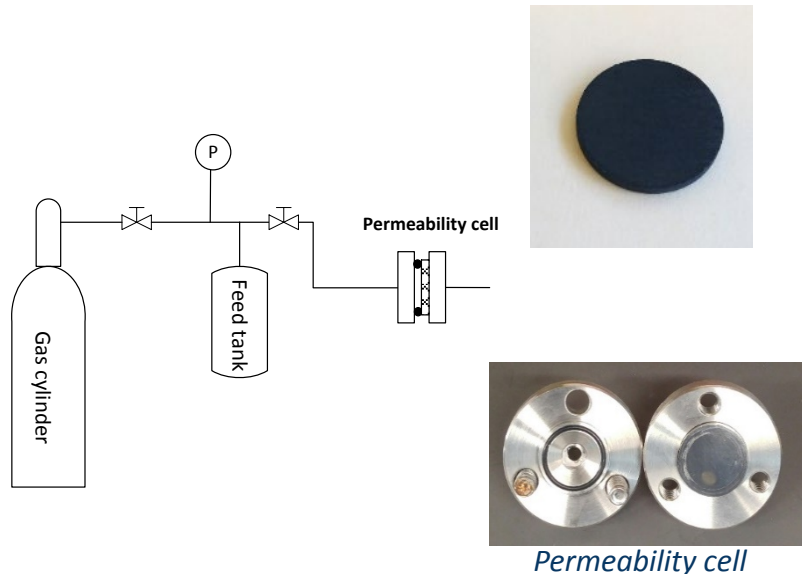 P
Permeability cell
Feed tank
Gas cylinder
Permeability cell